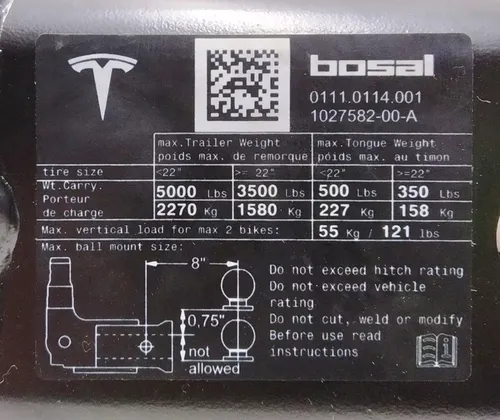 bosal
0111.0114.001
1027582-00-A
max.Trailer Weight max.Tongue Weight
poids max. de remorque poids max. au timon
tire size <22" >= 22" <22" >=22"
Wt.Carry. 5000 Lbs 3500 Lbs 500 Lbs 350 Lbs
Porteur
de charge 2270 Kg 1580 Kg 227 Kg 158 Kg
Max. vertical load for max 2 bikes: 55 Kg / 121 lbs
Max. ball mount size:
8"
0,75"
not
allowed
Do not exceed hitch rating
Do not exceed vehicle
rating
Do not cut, weld or modify
Before use read
instructions
i